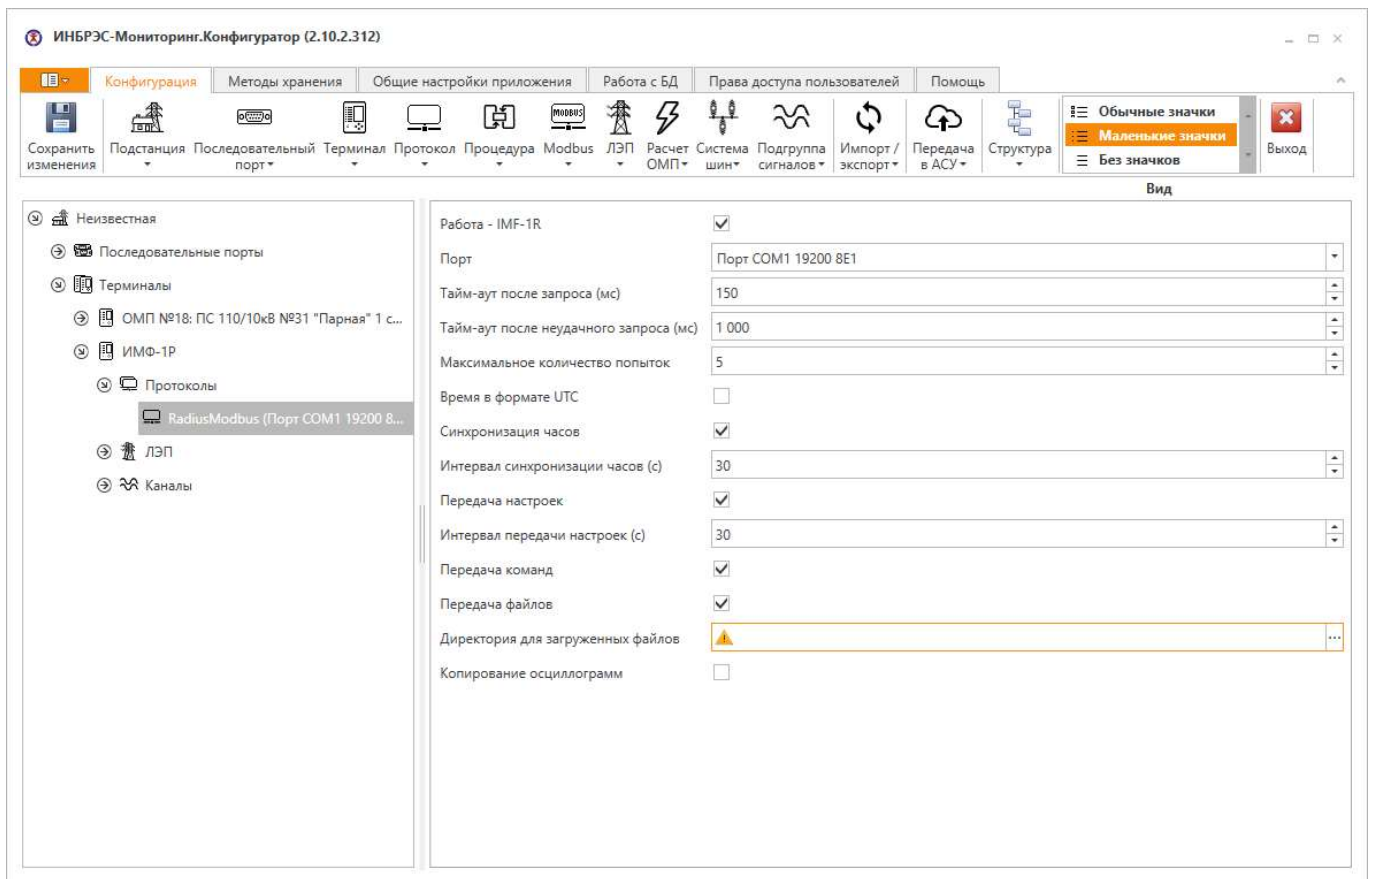 ИНБРЭС-Мониторинг.Конфигуратор (2.10.2.312)
Конфигурация
Методы хранения
Общие настройки приложения
Работа с БД
Права доступа пользователей
Помощь
Сохранить изменения
Подстанция
Последовательный порт
Терминал
Протокол
Процедура
MODBUS
Modbus
ЛЭП
Расчет ОМП
Система шин
Подгруппа сигналов
Импорт / экспорт
Передача в АСУ
Структура
Обычные значки
Маленькие значки
Без значков
Выход
Вид
Неизвестная
Последовательные порты
Терминалы
ОМП №18: ПС 110/10кВ №31 "Парная" 1 с...
ИМФ-1Р
Протоколы
RadiusModbus (Порт COM1 19200 8...
ЛЭП
Каналы
Работа - IMF-1R
Порт
Порт COM1 19200 8E1
Тайм-аут после запроса (мс)
150
Тайм-аут после неудачного запроса (мс)
1 000
Максимальное количество попыток
5
Время в формате UTC
Синхронизация часов
Интервал синхронизации часов (с)
30
Передача настроек
Интервал передачи настроек (с)
30
Передача команд
Передача файлов
Директория для загруженных файлов
...
Копирование осциллограмм